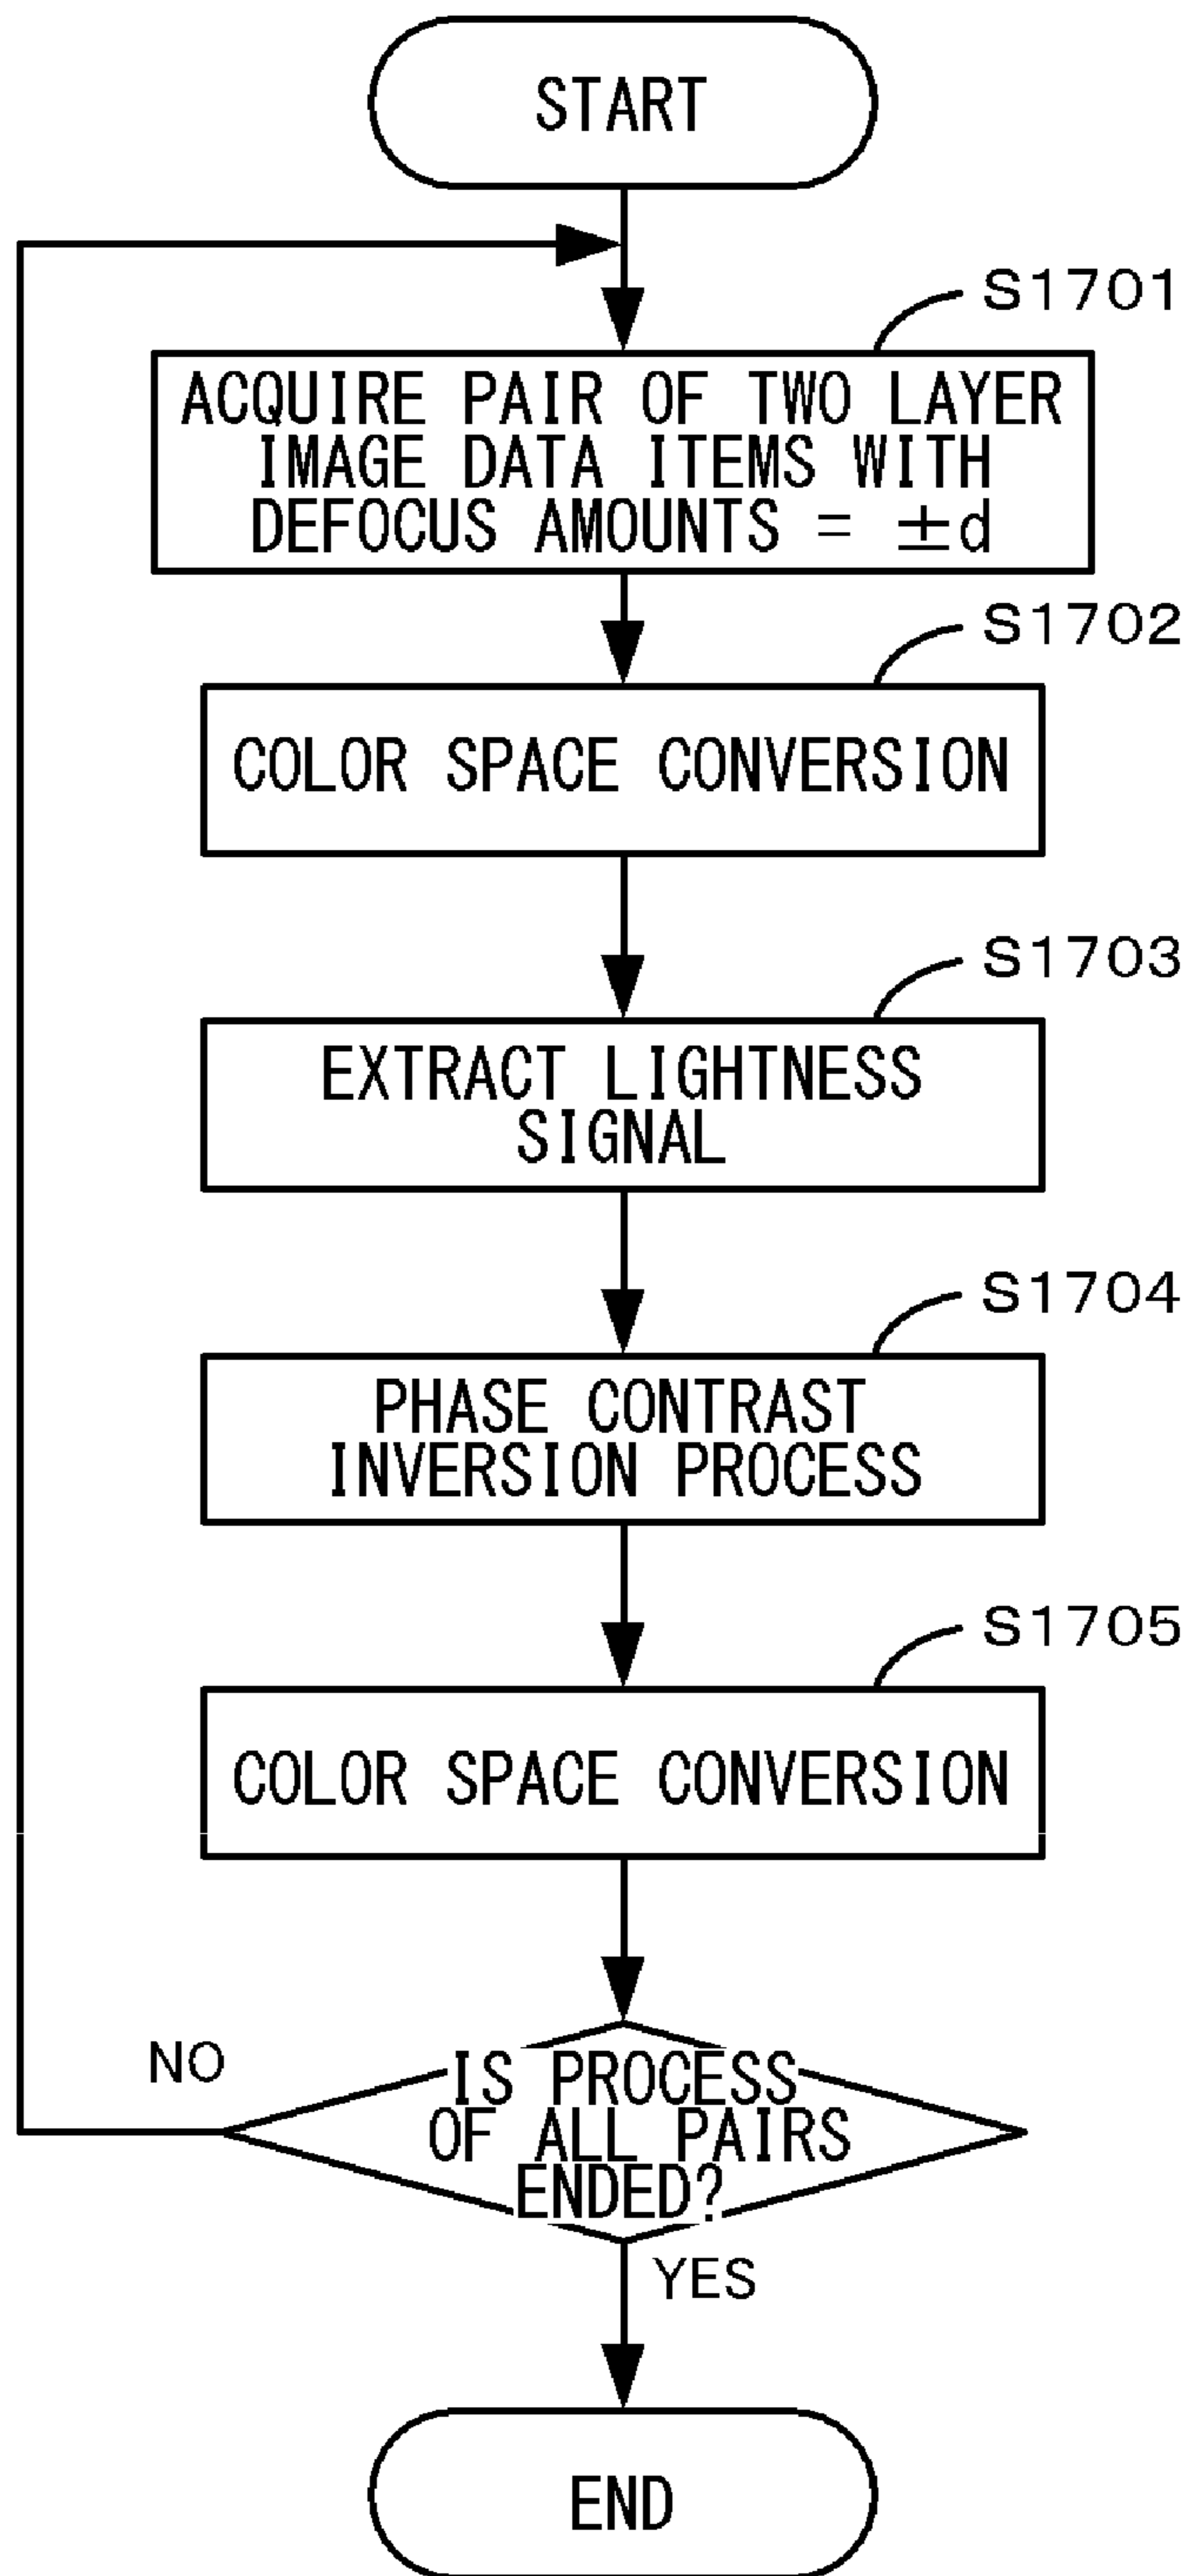 START
S1701
ACQUIRE PAIR OF TWO LAYER
IMAGE DATA ITEMS WITH
DEFOCUS AMOUNTS = ±d
S1702
COLOR SPACE CONVERSION
S1703
EXTRACT LIGHTNESS
SIGNAL
S1704
PHASE CONTRAST
INVERSION PROCESS
S1705
COLOR SPACE CONVERSION
NO
IS PROCESS
OF ALL PAIRS
ENDED?
YES
END